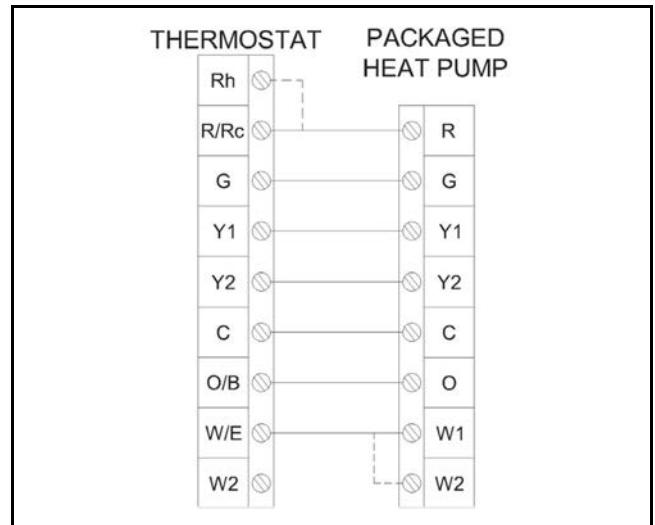 THERMOSTAT PACKAGED
HEAT PUMP
Rh
R/Rc R
G G
Y1 Y1
Y2 Y2
C C
O/B O
W/E W1
W2 W2